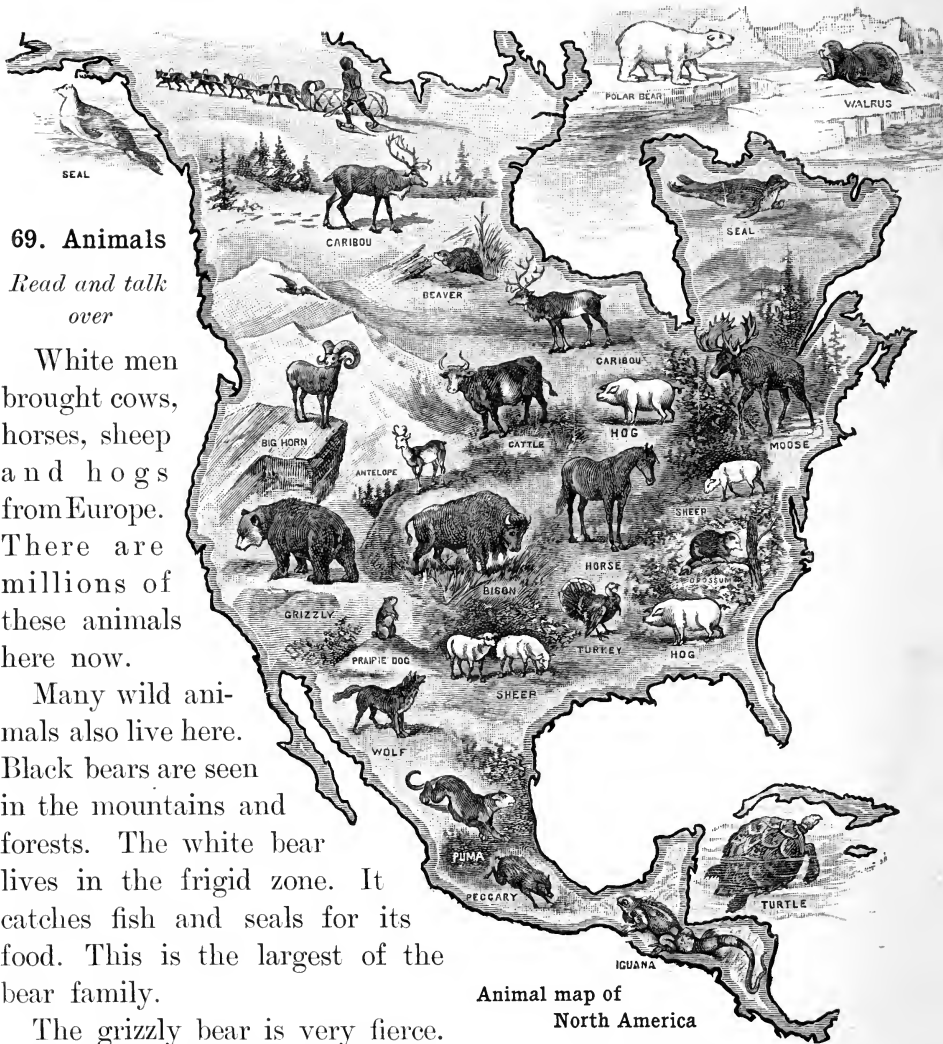 POLAR BEAR
WALRUS
SEAL
SEAL
69. Animals
CARIBOU
Read and talk
over
BEAVER
White men
brought cows,
horses, sheep
and hogs
from Europe.
There are
millions of
these animals
here now.
CARIBOU
HOG
MOOSE
BIG HORN
CATTLE
ANTELOPE
SHEEP
HORSE
OPOSSUM
BISON
GRIZZLY
TURKEY
HOG
PRAIRIE DOG
SHEEP
Many wild ani-
mals also live here.
Black bears are seen
in the mountains and
forests. The white bear
lives in the frigid zone. It
catches fish and seals for its
food. This is the largest of the
bear family.
The grizzly bear is very fierce.
WOLF
PUMA
PECCARY
TURTLE
IGUANA
Animal map of
North America